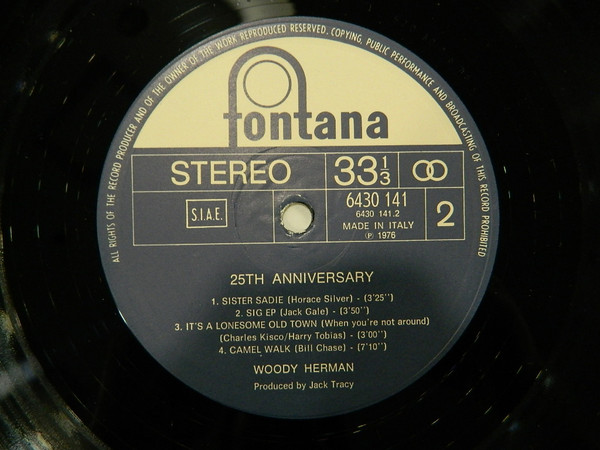 ALL RIGHTS OF THE RECORD PRODUCER AND OF THE OWNER OF THE WORK REPRODUCED RESERVED. COPYING, PUBLIC PERFORMANCE AND BROADCASTING OF THIS RECORD PROHIBITED
fontana
STEREO 33 1/3
S.I.A.E.
6430 141
6430 141.2
MADE IN ITALY
℗ 1976
2
25TH ANNIVERSARY
1. SISTER SADIE (Horace Silver) - (3'25'')
2. SIG EP (Jack Gale) - (3'50'')
3. IT'S A LONESOME OLD TOWN (When you're not around)
(Charles Kisco/Harry Tobias) - (3'00'')
4. CAMEL WALK (Bill Chase) - (7'10'')
WOODY HERMAN
Produced by Jack Tracy